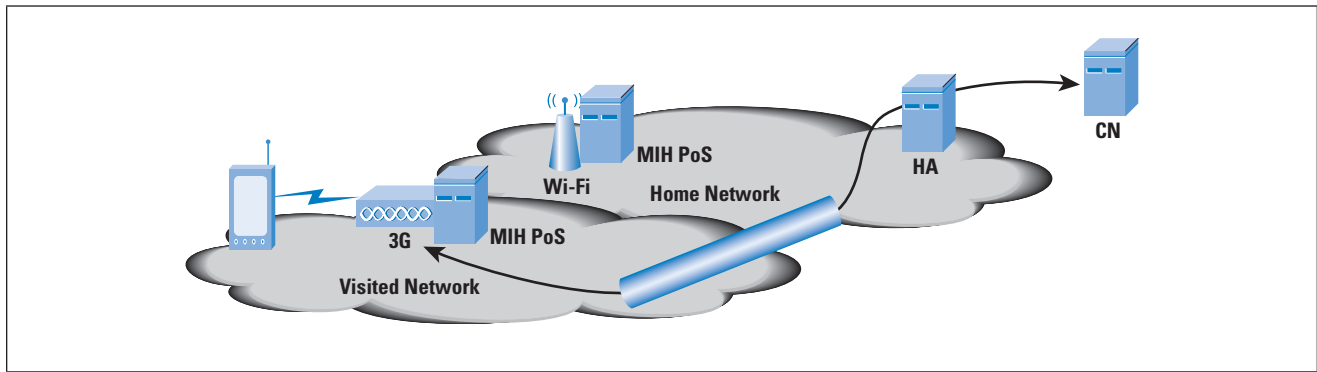 CN
MIH PoS
HA
Wi-Fi
Home Network
3G
MIH PoS
Visited Network